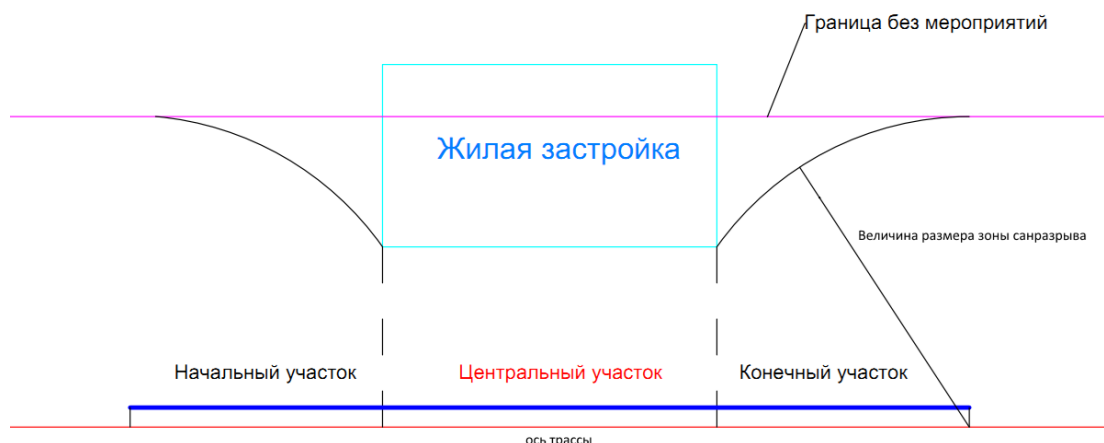 Граница без мероприятий
Жилая застройка
Величина размера зоны санразрыва
Начальный участок
Центральный участок
Конечный участок
ось трассы